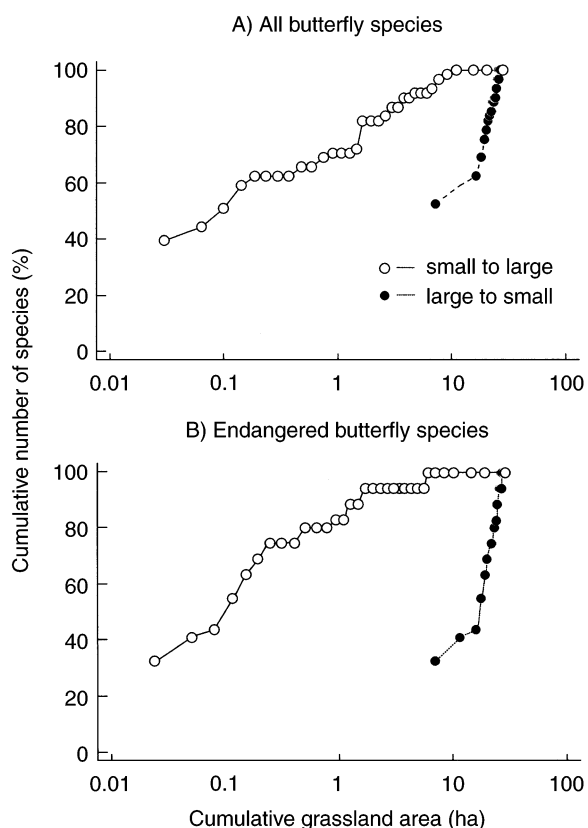 A) All butterfly species
100
80
60
40
20
0
small to large
large to small
0.01 0.1 1 10 100
Cumulative number of species (%)
B) Endangered butterfly species
100
80
60
40
20
0
0.01 0.1 1 10 100
Cumulative grassland area (ha)